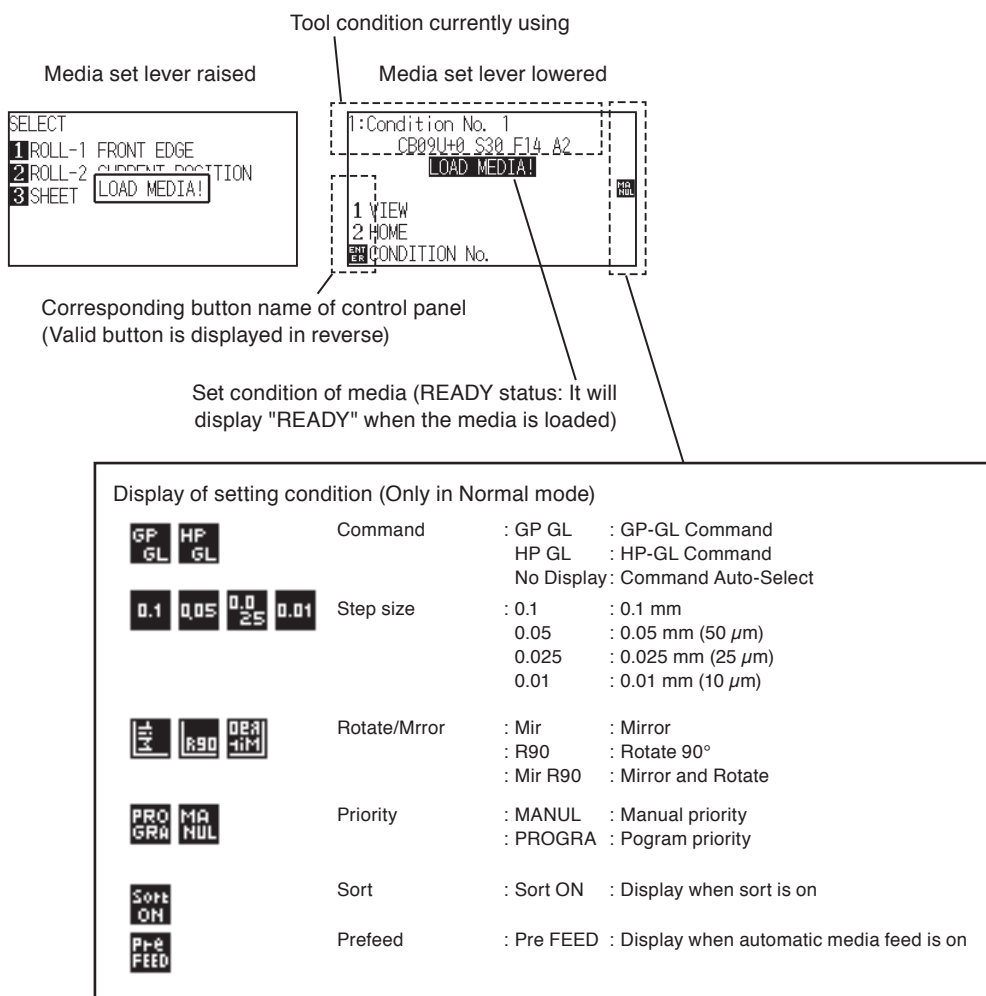 Tool condition currently using
Media set lever raised
Media set lever lowered
SELECT
1 ROLL-1 FRONT EDGE
2 ROLL-2 CURRENT POSITION
3 SHEET
LOAD MEDIA!
1:Condition No. 1
CB09U+0 S30 F14 A2
LOAD MEDIA!
MA
NUL
1 VIEW
2 HOME
ENT
ER CONDITION No.
Corresponding button name of control panel
(Valid button is displayed in reverse)
Set condition of media (READY status: It will
display "READY" when the media is loaded)
Display of setting condition (Only in Normal mode)
GP GL HP GL Command : GP GL : GP-GL Command
HP GL : HP-GL Command
No Display : Command Auto-Select
0.1 0.05 0.0 25 0.01 Step size : 0.1 : 0.1 mm
0.05 : 0.05 mm (50 µm)
0.025 : 0.025 mm (25 µm)
0.01 : 0.01 mm (10 µm)
Mir R90 R90 Mir Rotate/Mrror : Mir : Mirror
: R90 : Rotate 90°
: Mir R90 : Mirror and Rotate
PRO GRA MA NUL Priority : MANUL : Manual priority
: PROGRA : Pogram priority
Sort ON Sort : Sort ON : Display when sort is on
Pre FEED Prefeed : Pre FEED : Display when automatic media feed is on